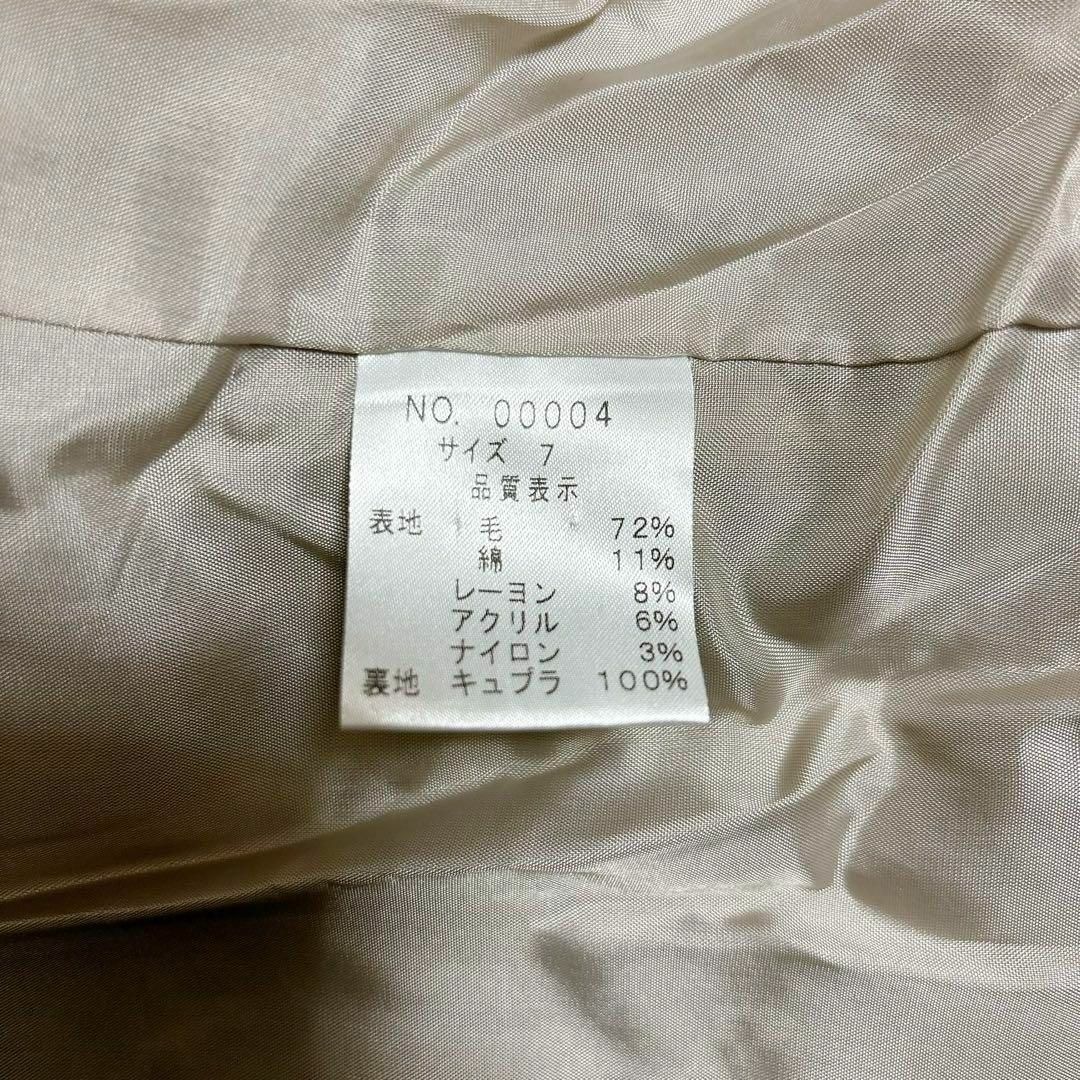 NO. 00004
サイズ 7
品質表示
表地 毛 72%
綿 11%
レーヨン 8%
アクリル 6%
ナイロン 3%
裏地 キュプラ 100%